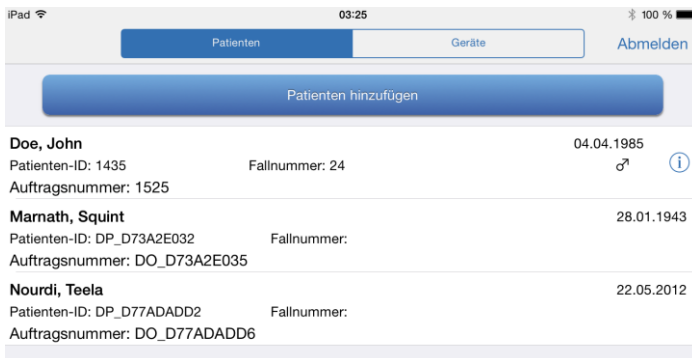 iPad 03:25 100 %
Patienten Geräte Abmelden
Patienten hinzufügen
Doe, John 04.04.1985
Patienten-ID: 1435 Fallnummer: 24
Auftragsnummer: 1525
Marnath, Squint 28.01.1943
Patienten-ID: DP_D73A2E032 Fallnummer:
Auftragsnummer: DO_D73A2E035
Nourdi, Teela 22.05.2012
Patienten-ID: DP_D77ADADD2 Fallnummer:
Auftragsnummer: DO_D77ADADD6